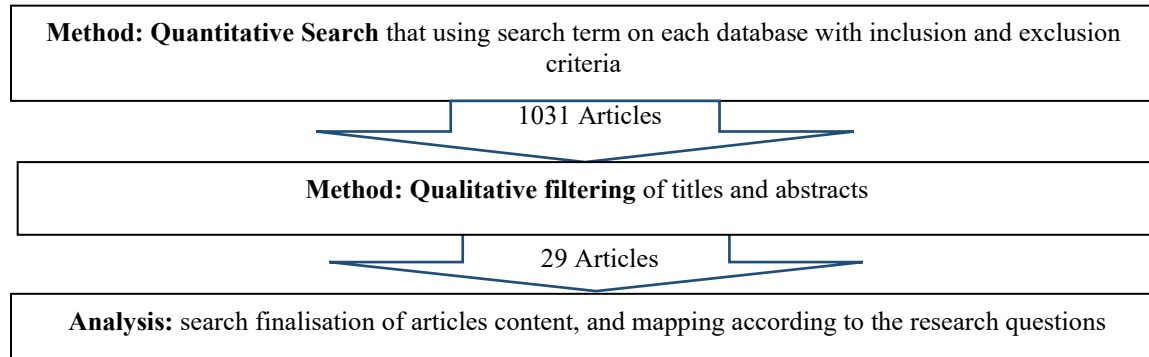 Method: Quantitative Search that using search term on each database with inclusion and exclusion
criteria
1031 Articles
Method: Qualitative filtering of titles and abstracts
29 Articles
Analysis: search finalisation of articles content, and mapping according to the research questions